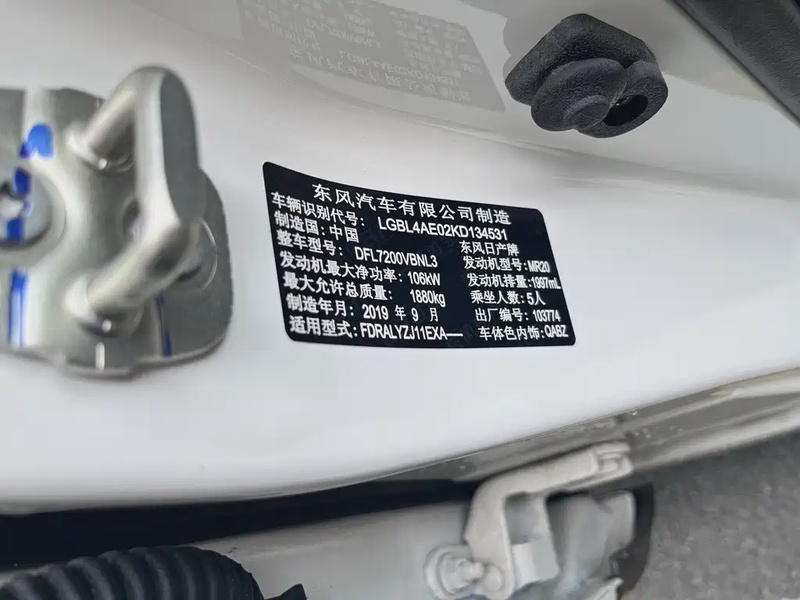 东风汽车有限公司制造
车辆识别代号: LGBL4AE02KD134531
制造国: 中国 东风日产牌
整车型号: DFL7200VBNL3 发动机型号: MR20
发动机最大净功率: 106kW 发动机排量: 1997mL
最大允许总质量: 1880kg 乘坐人数: 5人
制造年月: 2019 年 9 月 出厂编号: 103774
适用型式: FDRALYZJ11EXA— 车体色内饰: QABZ